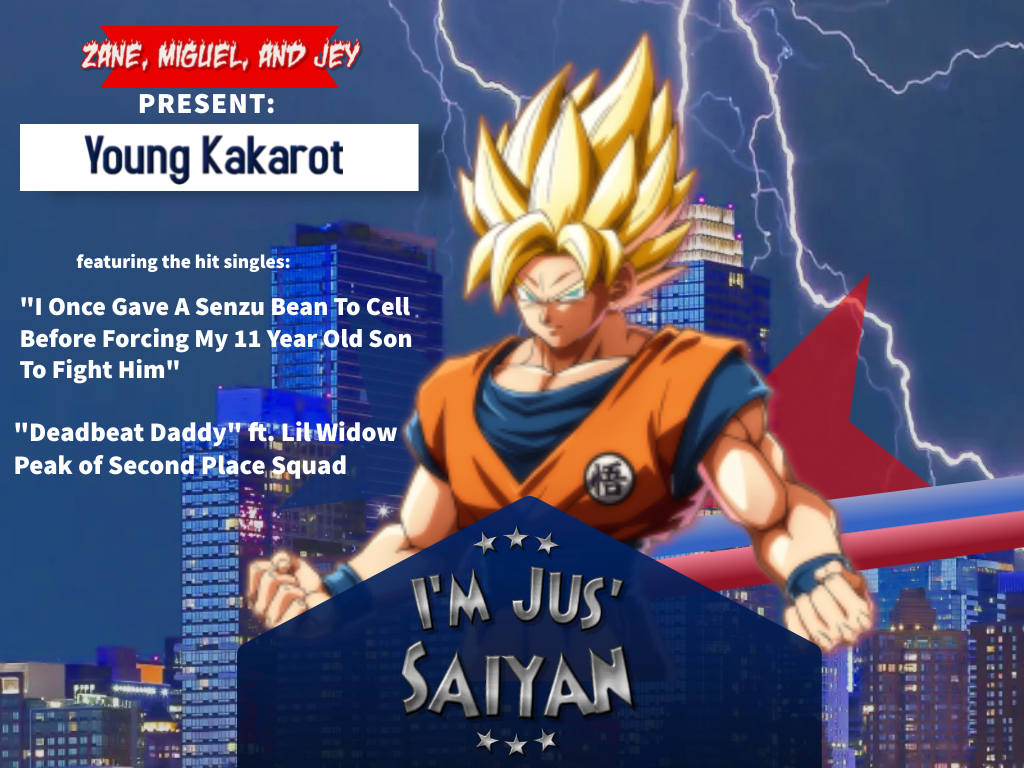 ZANE, MIGUEL, AND JEY
PRESENT:
Young Kakarot
featuring the hit singles:
"I Once Gave A Senzu Bean To Cell
Before Forcing My 11 Year Old Son
To Fight Him"
"Deadbeat Daddy" ft. Lil Widow
Peak of Second Place Squad
悟
I'M JUS'
SAIYAN